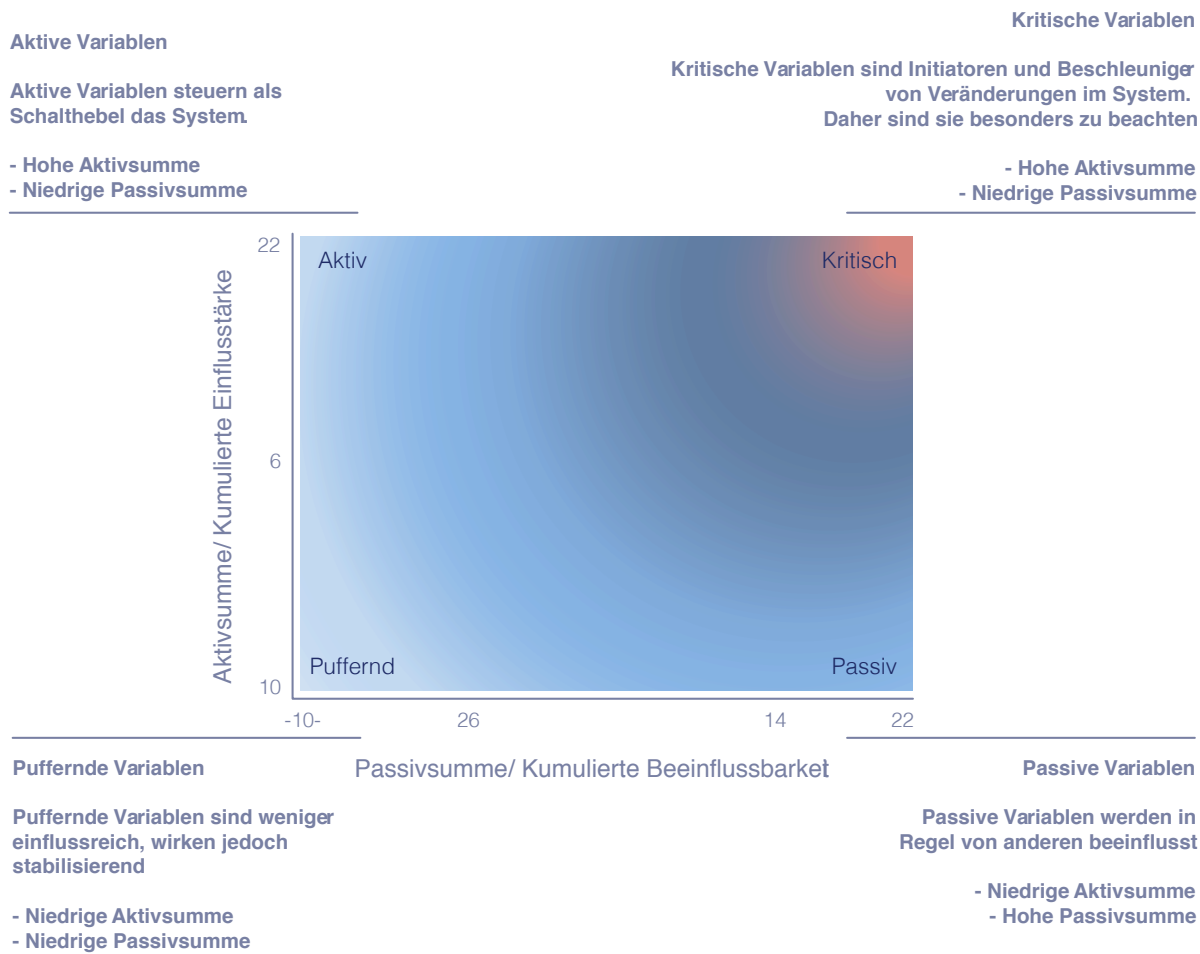 Aktive Variablen
Aktive Variablen steuern als
Schalthebel das System.
- Hohe Aktivsumme
- Niedrige Passivsumme
Kritische Variablen
Kritische Variablen sind Initiatoren und Beschleuniger
von Veränderungen im System.
Daher sind sie besonders zu beachten
- Hohe Aktivsumme
- Niedrige Passivsumme
Aktivsumme/ Kumulierte Einflusstärke
22
6
10
Aktiv
Kritisch
Puffernd
Passiv
-10-
26
14
22
Passivsumme/ Kumulierte Beeinflussbarket
Puffernde Variablen
Puffernde Variablen sind weniger
einflussreich, wirken jedoch
stabilisierend
- Niedrige Aktivsumme
- Niedrige Passivsumme
Passive Variablen
Passive Variablen werden in
Regel von anderen beeinflusst
- Niedrige Aktivsumme
- Hohe Passivsumme